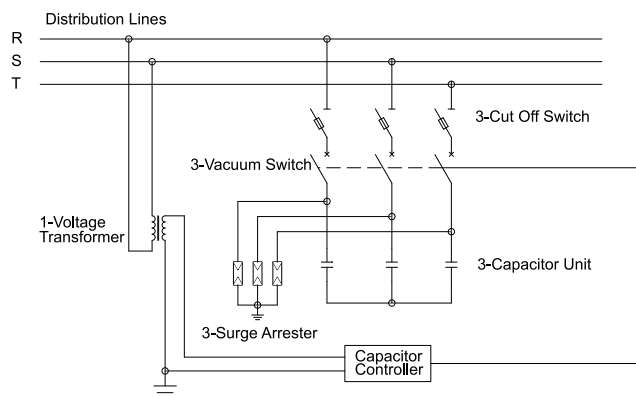 Distribution Lines
R
S
T
3-Cut Off Switch
3-Vacuum Switch
1-Voltage
Transformer
3-Capacitor Unit
3-Surge Arrester
Capacitor
Controller